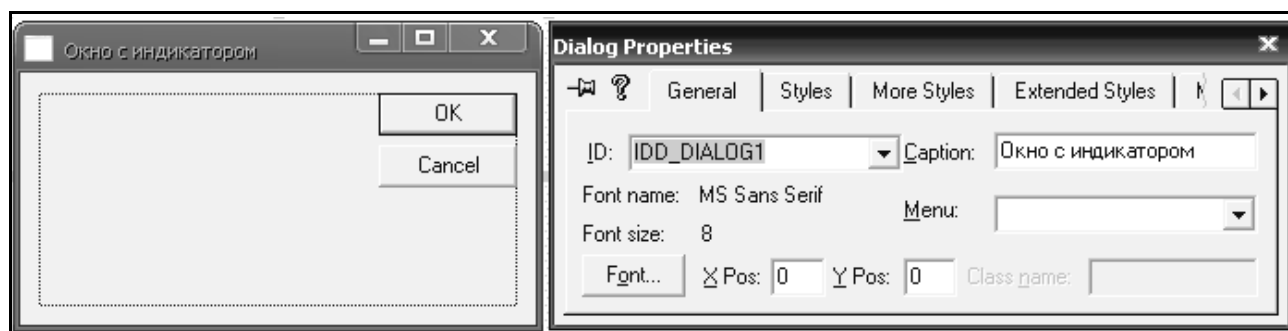 Окно с индикатором
OK
Cancel
Dialog Properties
General Styles More Styles Extended Styles
ID: IDD_DIALOG1 Caption: Окно с индикатором
Font name: MS Sans Serif Menu:
Font size: 8
Font... X Pos: 0 Y Pos: 0 Class name: